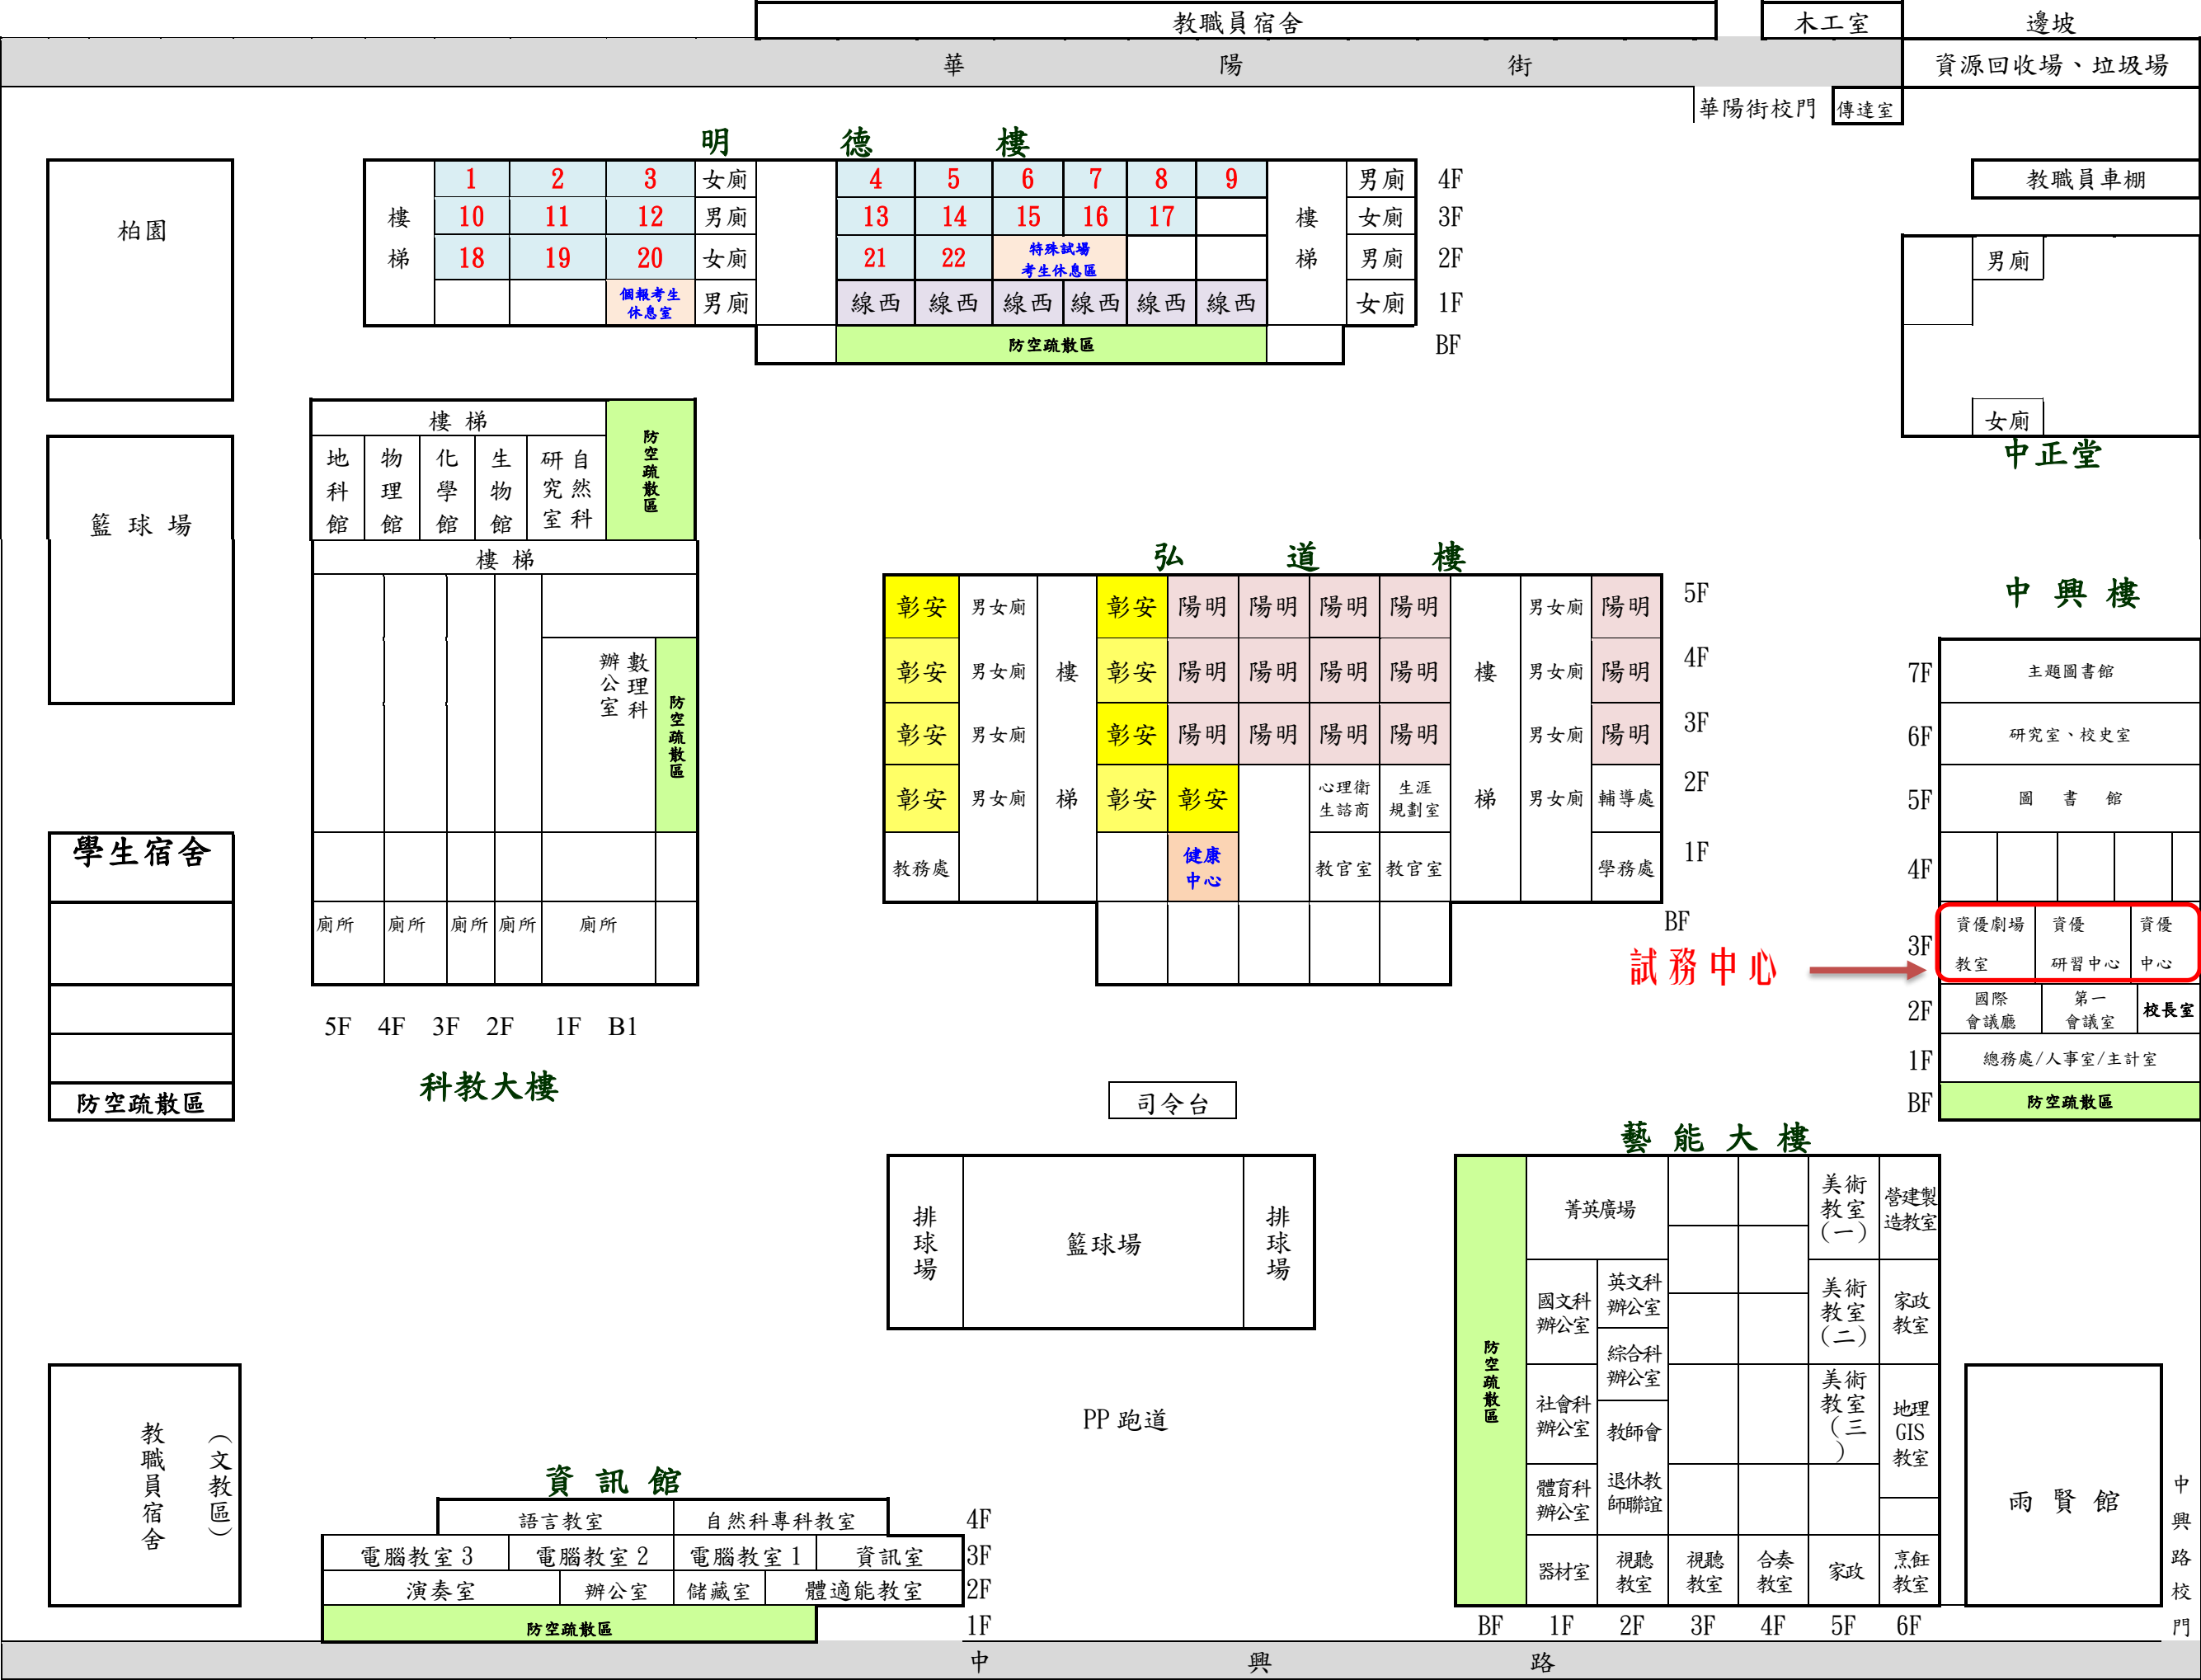 教職員宿舍
木工室
邊坡
華 陽 街
資源回收場、垃圾場
華陽街校門
傳達室
明 德 樓
教職員車棚
柏園
樓梯
1 2 3 女廁 4 5 6 7 8 9 男廁 4F
10 11 12 男廁 13 14 15 16 17 女廁 3F
18 19 20 女廁 21 22 特殊試場 男廁 2F
考生休息區
個報考生 男廁 線西 線西 線西 線西 線西 線西 女廁 1F
休息室
樓梯
防空疏散區 BF
男廁
女廁
中正堂
籃 球 場
樓 梯
地科館
物理館
化學館
生物館
自然科
研究室
防空疏散區
樓 梯
數理科
辦公室
防空疏散區
廁所 廁所 廁所 廁所 廁所
5F 4F 3F 2F 1F B1
科教大樓
弘 道 樓
彰安 男女廁 彰安 陽明 陽明 陽明 陽明 男女廁 陽明 5F
彰安 男女廁 樓 彰安 陽明 陽明 陽明 陽明 樓 男女廁 陽明 4F
彰安 男女廁 彰安 陽明 陽明 陽明 陽明 男女廁 陽明 3F
彰安 男女廁 梯 彰安 彰安 心理衛 生涯 梯 男女廁 輔導處 2F
生諮商 規劃室
教務處 健康 教官室 教官室 學務處 1F
中心
BF
中 興 樓
7F 主題圖書館
6F 研究室、校史室
5F 圖 書 館
4F
3F 資優劇場 資優 資優
教室 研習中心 中心
試務中心
2F 國際 第一 校長室
會議廳 會議室
1F 總務處/人事室/主計室
BF 防空疏散區
學生宿舍
防空疏散區
司令台
排球場
籃球場
排球場
PP 跑道
藝 能 大 樓
防空疏散區
菁英廣場
美術
教室
(一)
營建製
造教室
國文科
辦公室
英文科
辦公室
美術
教室
(二)
家政
教室
綜合科
辦公室
社會科
辦公室
教師會
美術
教室
(三
)
地理
GIS
教室
體育科
辦公室
退休教
師聯誼
器材室
視聽
教室
視聽
教室
合奏
教室
家政
烹飪
教室
BF 1F 2F 3F 4F 5F 6F
雨 賢 館
中興路校門
教職員宿舍
(文教區)
資 訊 館
語言教室 自然科專科教室 4F
電腦教室 3 電腦教室 2 電腦教室 1 資訊室 3F
演奏室 辦公室 儲藏室 體適能教室 2F
防空疏散區 1F
中 興 路